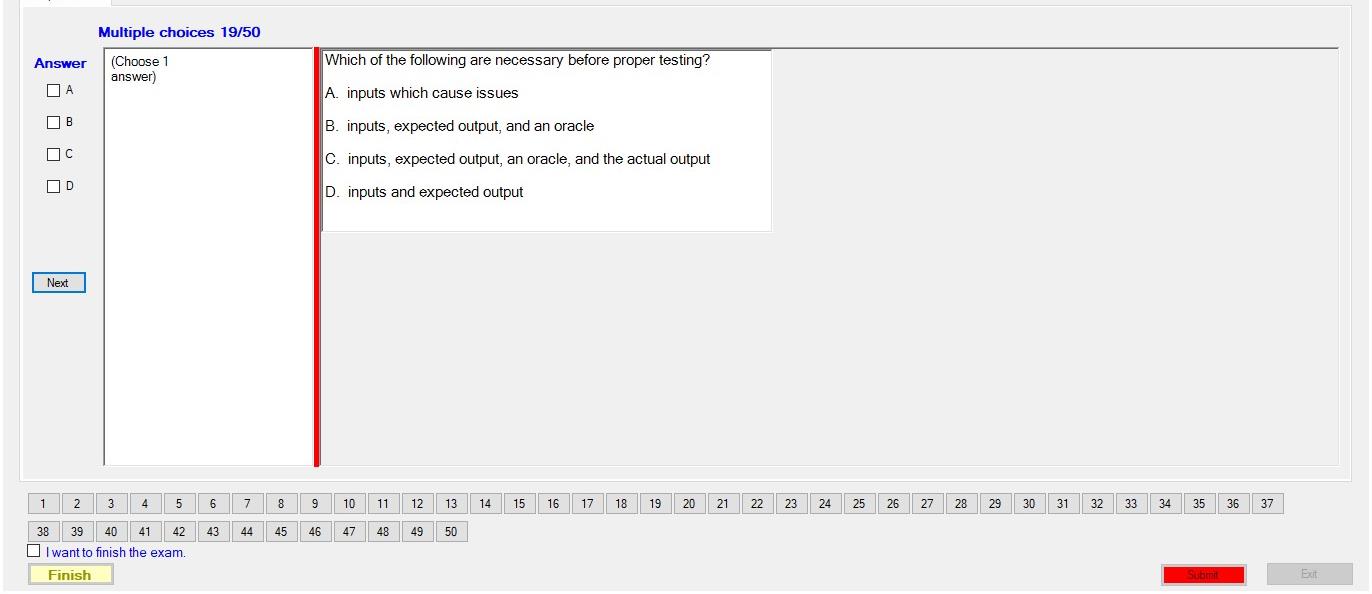 Multiple choices 19/50
Answer
(Choose 1
answer)
A
B
C
D
Next
Which of the following are necessary before proper testing?
A. inputs which cause issues
B. inputs, expected output, and an oracle
C. inputs, expected output, an oracle, and the actual output
D. inputs and expected output
1 2 3 4 5 6 7 8 9 10 11 12 13 14 15 16 17 18 19 20 21 22 23 24 25 26 27 28 29 30 31 32 33 34 35 36 37
38 39 40 41 42 43 44 45 46 47 48 49 50
I want to finish the exam.
Finish
Submit
Exit